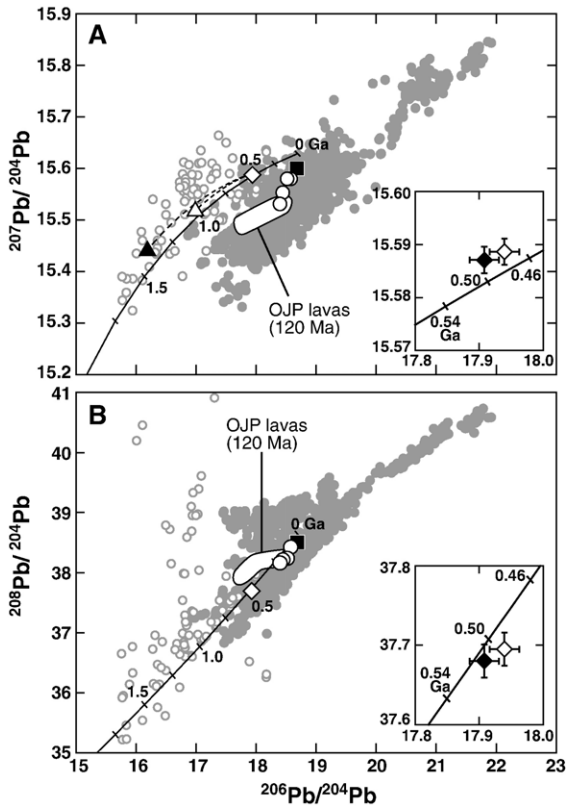 15.9
A
15.8
15.7
15.6
15.5
15.4
15.3
15.2
207Pb/204Pb
0 Ga
0.5
1.0
1.5
OJP lavas
(120 Ma)
15.60
15.59
15.58
15.57
0.50
0.46
0.54
Ga
17.8
17.9
18.0
41
B
40
39
38
37
36
35
208Pb/204Pb
OJP lavas
(120 Ma)
0 Ga
0.5
1.0
1.5
37.8
37.7
37.6
0.46
0.50
0.54
Ga
17.8
17.9
18.0
15 16 17 18 19 20 21 22 23
206Pb/204Pb